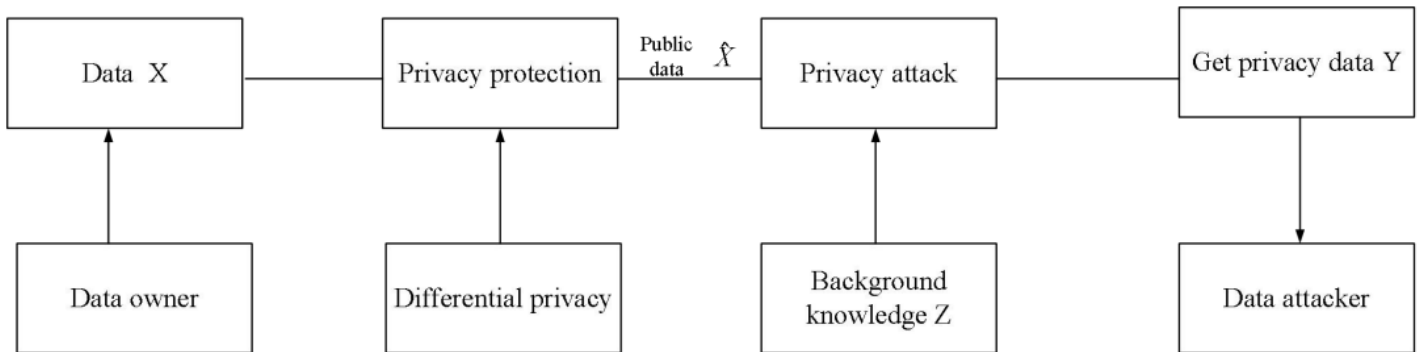 Data X
Privacy protection
Public
data
X̂
Privacy attack
Get privacy data Y
Data owner
Differential privacy
Background
knowledge Z
Data attacker